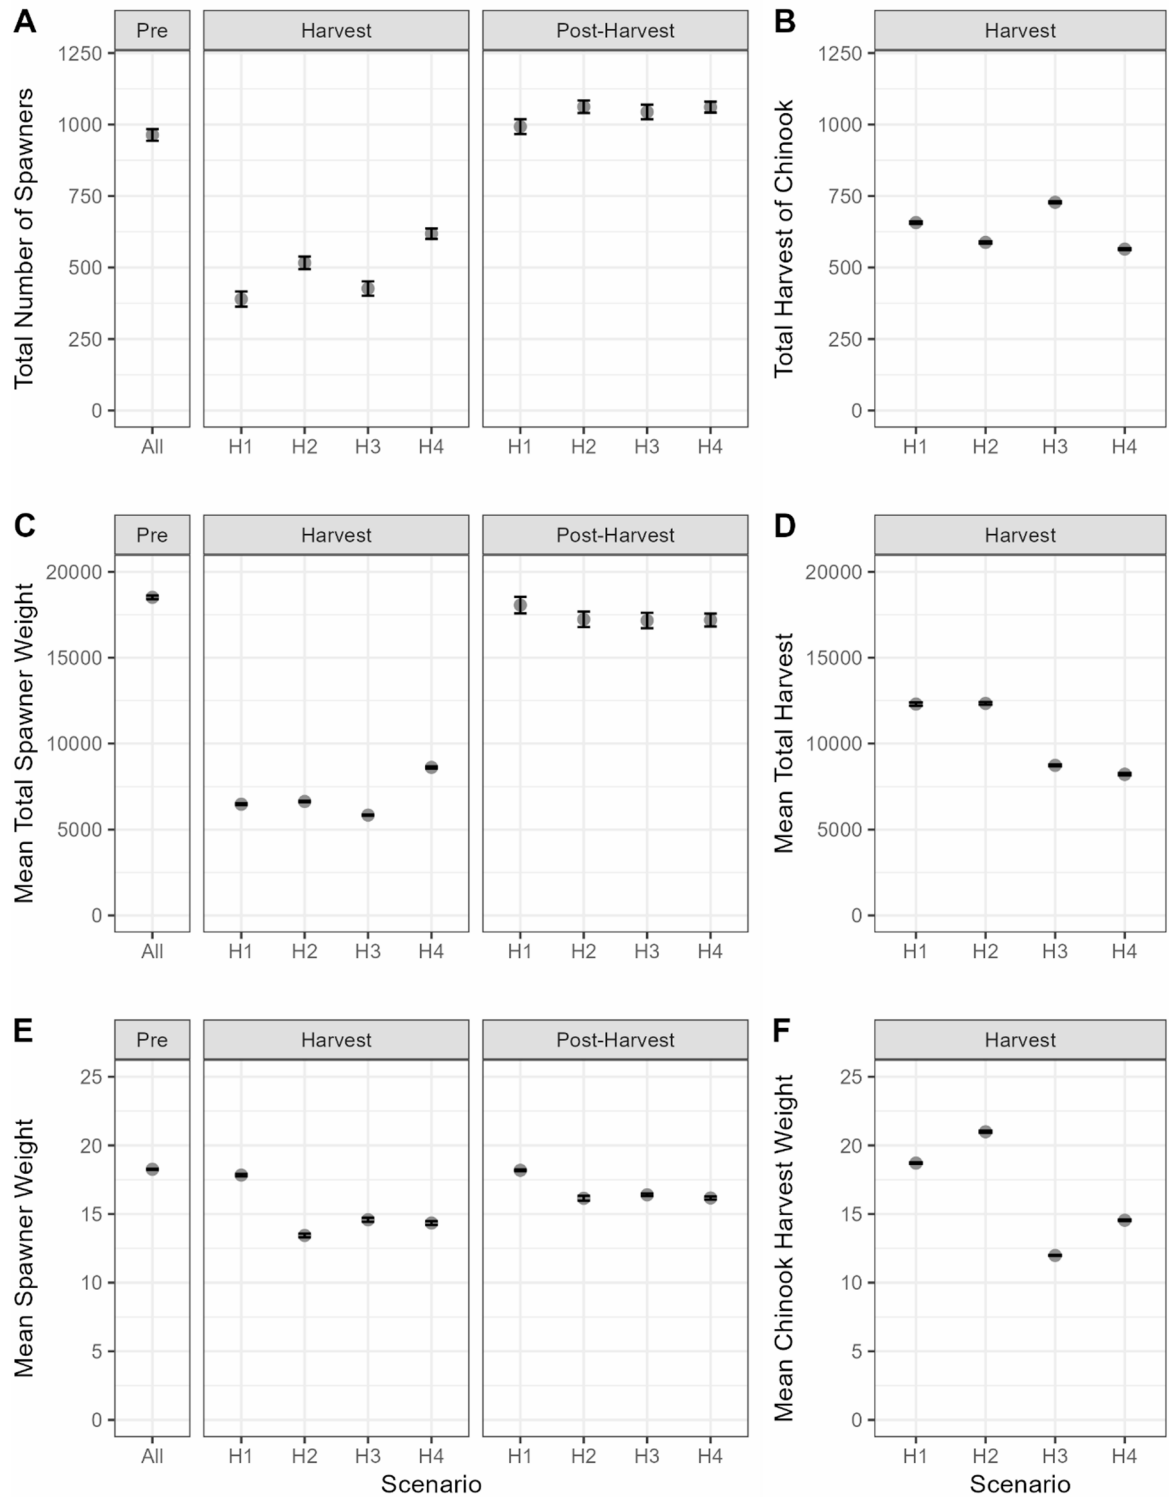 A
Pre
Harvest
Post-Harvest
B
Harvest
Total Number of Spawners
1250
1000
750
500
250
0
All
H1 H2 H3 H4
H1 H2 H3 H4
Total Harvest of Chinook
1250
1000
750
500
250
0
H1 H2 H3 H4
C
Pre
Harvest
Post-Harvest
D
Harvest
Mean Total Spawner Weight
20000
15000
10000
5000
0
All
H1 H2 H3 H4
H1 H2 H3 H4
Mean Total Harvest
20000
15000
10000
5000
0
H1 H2 H3 H4
E
Pre
Harvest
Post-Harvest
F
Harvest
Mean Spawner Weight
25
20
15
10
5
0
All
H1 H2 H3 H4
H1 H2 H3 H4
Scenario
Mean Chinook Harvest Weight
25
20
15
10
5
0
H1 H2 H3 H4
Scenario